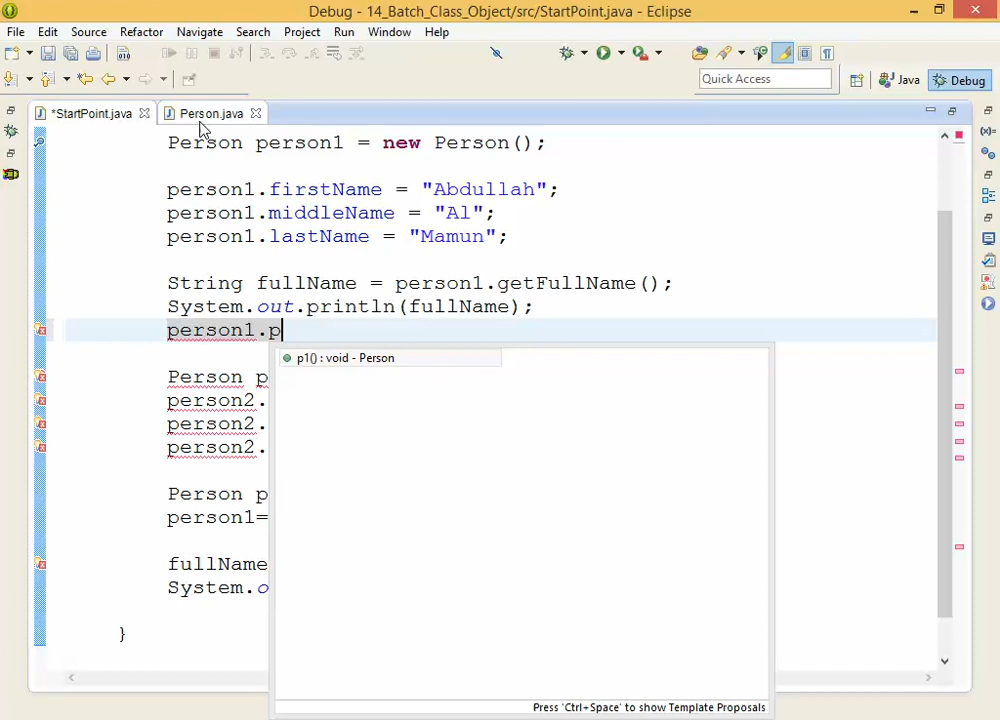 Debug - 14_Batch_Class_Object/src/StartPoint.java - Eclipse
File Edit Source Refactor Navigate Search Project Run Window Help
Quick Access
Java
Debug
*StartPoint.java
Person.java
Person person1 = new Person();
person1.firstName = "Abdullah";
person1.middleName = "Al";
person1.lastName = "Mamun";
String fullName = person1.getFullName();
System.out.println(fullName);
person1.p
p1() : void - Person
Person p
person2.
person2.
person2.
Person p
person1=
fullName
System.o
}
Press 'Ctrl+Space' to show Template Proposals